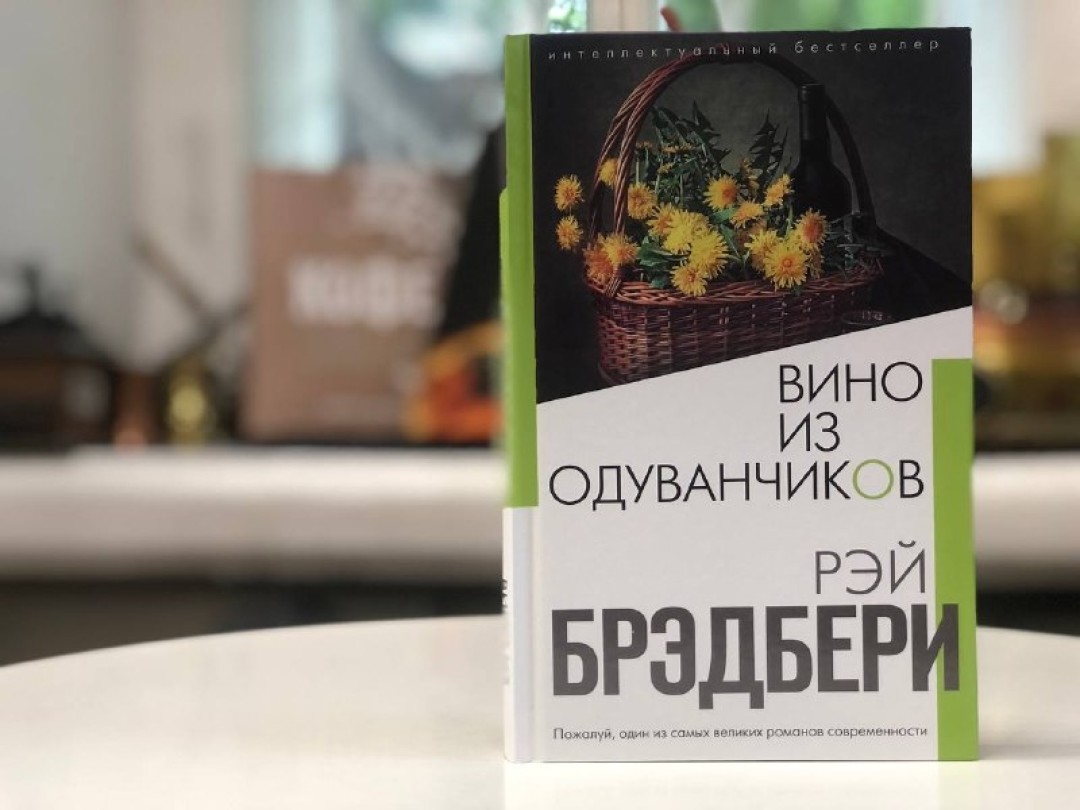 интеллектуальный бестселлер
ВИНО
ИЗ
ОДУВАНЧИКОВ
РЭЙ
БРЭДБЕРИ
Пожалуй, один из самых великих романов современности